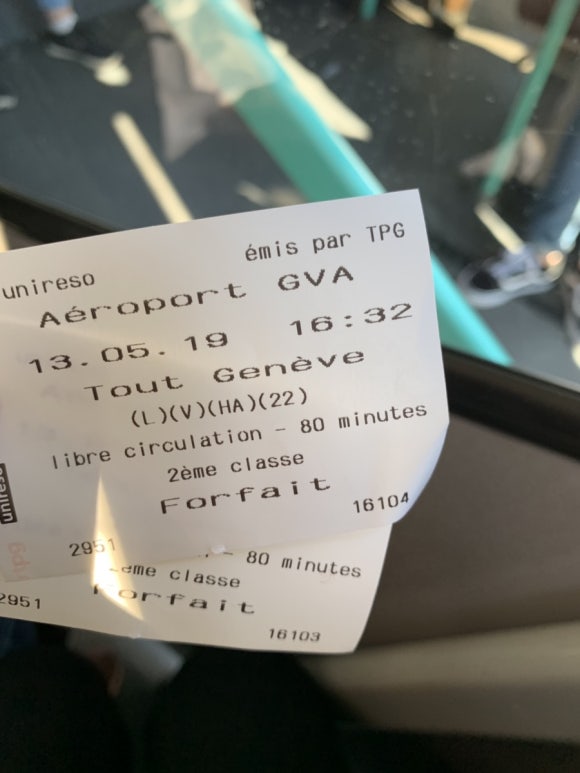 émis par TPG
unireso
Aéroport GVA
13.05.19 16:32
Tout Genève
(L)(V)(HA)(22)
libre circulation - 80 minutes
2ème classe
Forfait
16104
2951
unireso
- 80 minutes
ème classe
Forfait
2951
16103